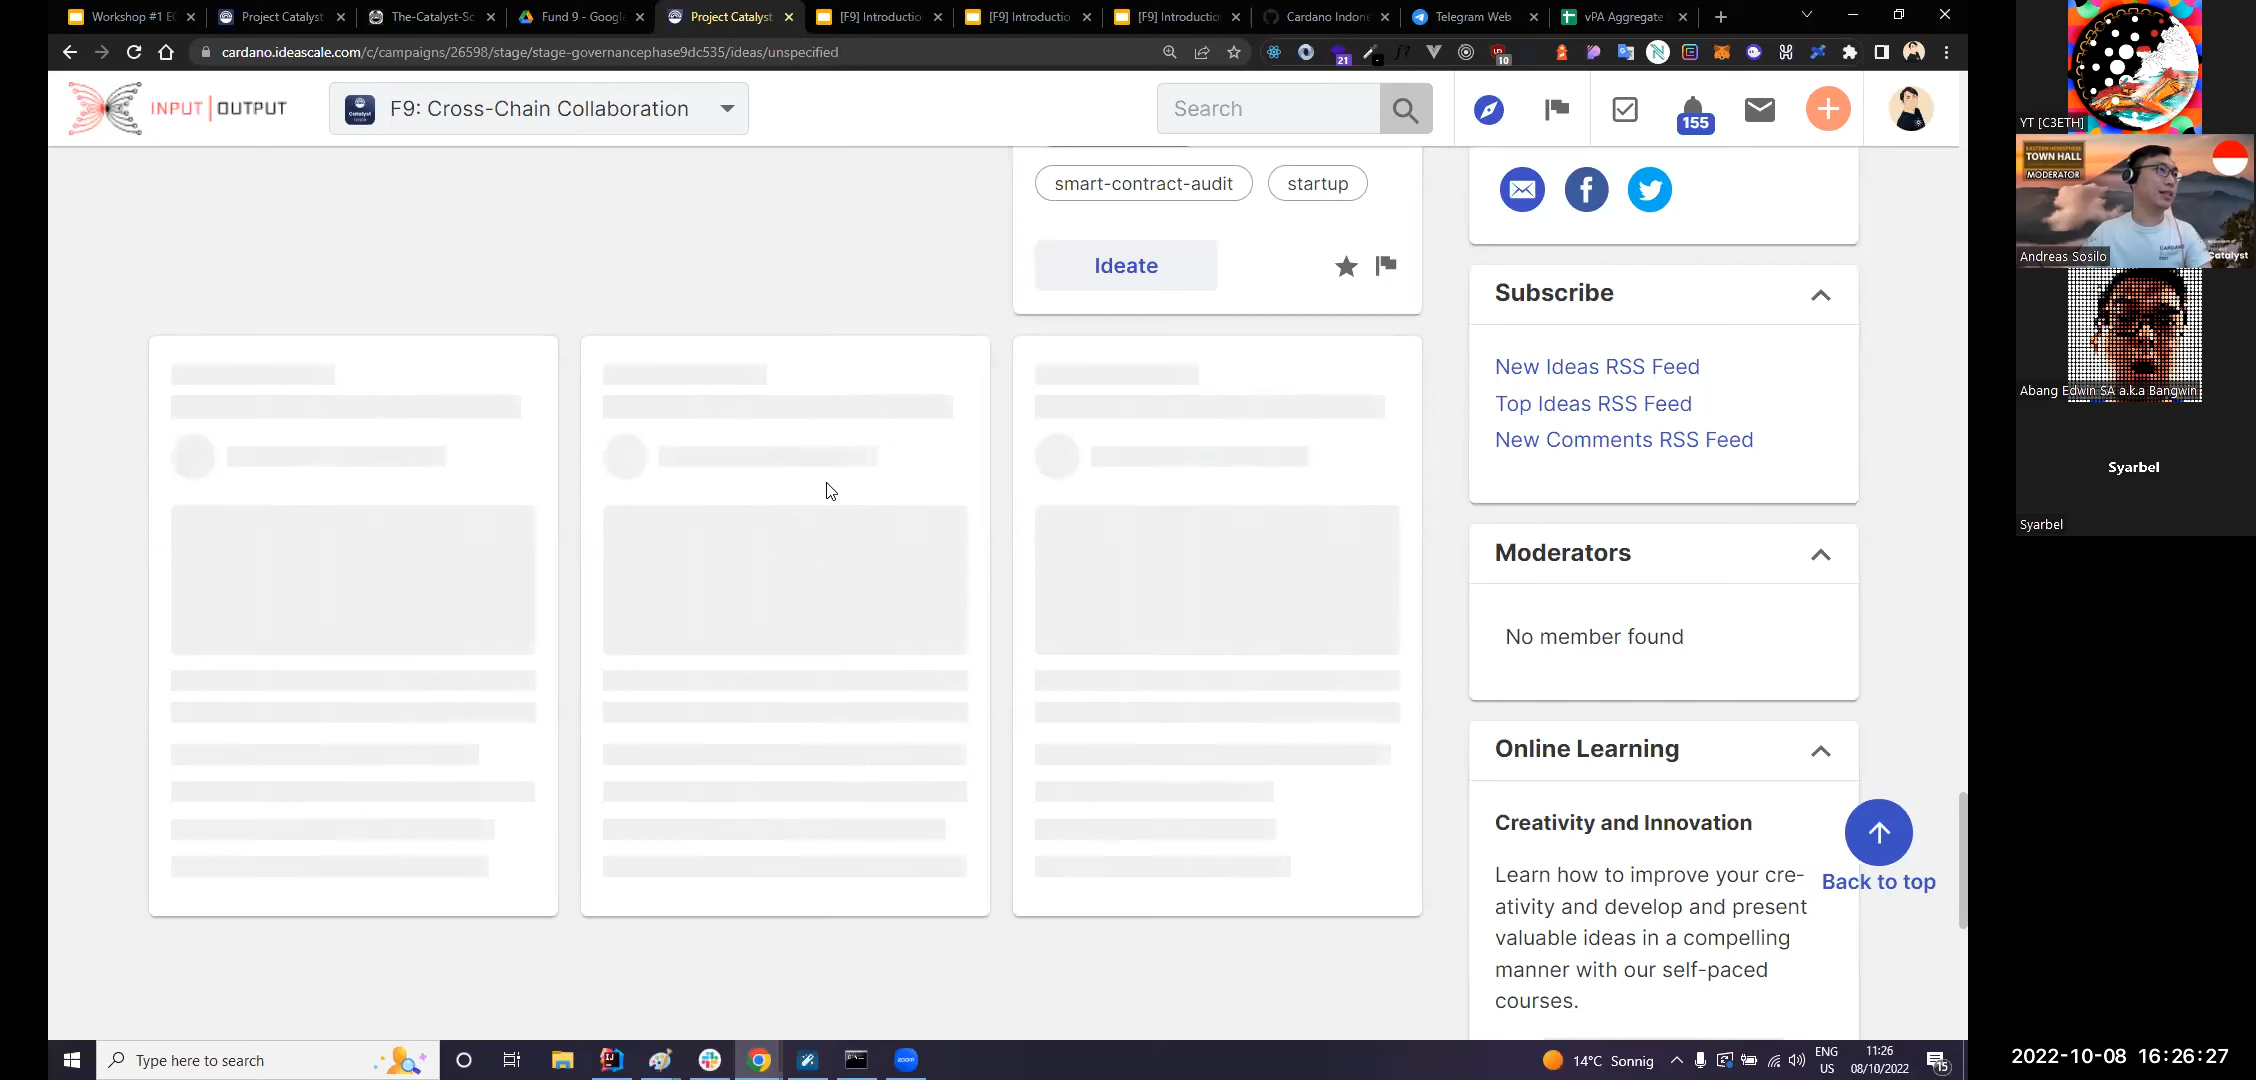 Workshop #1 EC
Project Catalyst
The-Catalyst-Sc
Fund 9 - Google
Project Catalyst
[F9] Introductio
[F9] Introductio
[F9] Introductio
Cardano Indone
Telegram Web
vPA Aggregate
cardano.ideascale.com/c/campaigns/26598/stage/stage-governancephase9dc535/ideas/unspecified
21
10
INPUT | OUTPUT
F9: Cross-Chain Collaboration
Search
155
smart-contract-audit
startup
Ideate
Subscribe
New Ideas RSS Feed
Top Ideas RSS Feed
New Comments RSS Feed
Moderators
No member found
Online Learning
Creativity and Innovation
Learn how to improve your cre-
ativity and develop and present
valuable ideas in a compelling
manner with our self-paced
courses.
Back to top
YT [C3ETH]
TOWN HALL
MODERATOR
Andreas Sosilo
Catalyst
Abang Edwin SA a.k.a Bangwin
Syarbel
Syarbel
Type here to search
14°C Sonnig
ENG
US
11:26
08/10/2022
15
2022-10-08 16:26:27